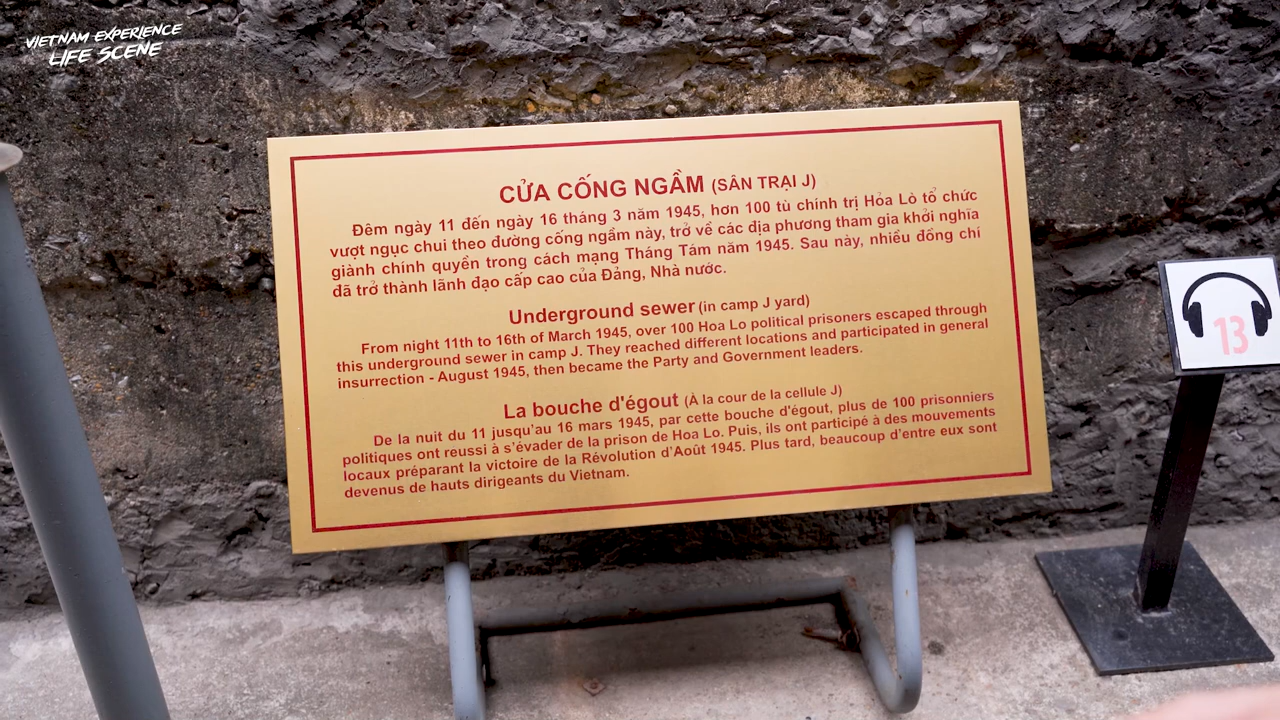 VIETNAM EXPERIENCE
LIFE SCENE
CỬA CỐNG NGẦM (SÂN TRẠI J)
Đêm ngày 11 đến ngày 16 tháng 3 năm 1945, hơn 100 tù chính trị Hỏa Lò tổ chức
vượt ngục chui theo đường cống ngầm này, trở về các địa phương tham gia khởi nghĩa
giành chính quyền trong cách mạng Tháng Tám năm 1945. Sau này, nhiều đồng chí
đã trở thành lãnh đạo cấp cao của Đảng, Nhà nước.
Underground sewer (in camp J yard)
From night 11th to 16th of March 1945, over 100 Hoa Lo political prisoners escaped through
this underground sewer in camp J. They reached different locations and participated in general
insurrection - August 1945, then became the Party and Government leaders.
La bouche d'égout (À la cour de la cellule J)
De la nuit du 11 jusqu'au 16 mars 1945, par cette bouche d'égout, plus de 100 prisonniers
politiques ont reussi à s'évader de la prison de Hoa Lo. Puis, ils ont participé à des mouvements
locaux préparant la victoire de la Révolution d'Août 1945. Plus tard, beaucoup d'entre eux sont
devenus de hauts dirigeants du Vietnam.
13